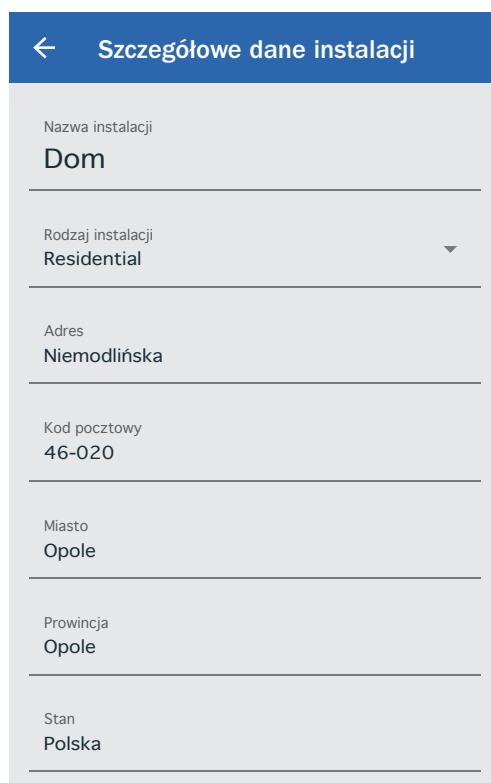 Szczegółowe dane instalacji
Nazwa instalacji
Dom
Rodzaj instalacji
Residential
Adres
Niemodlińska
Kod pocztowy
46-020
Miasto
Opole
Prowincja
Opole
Stan
Polska